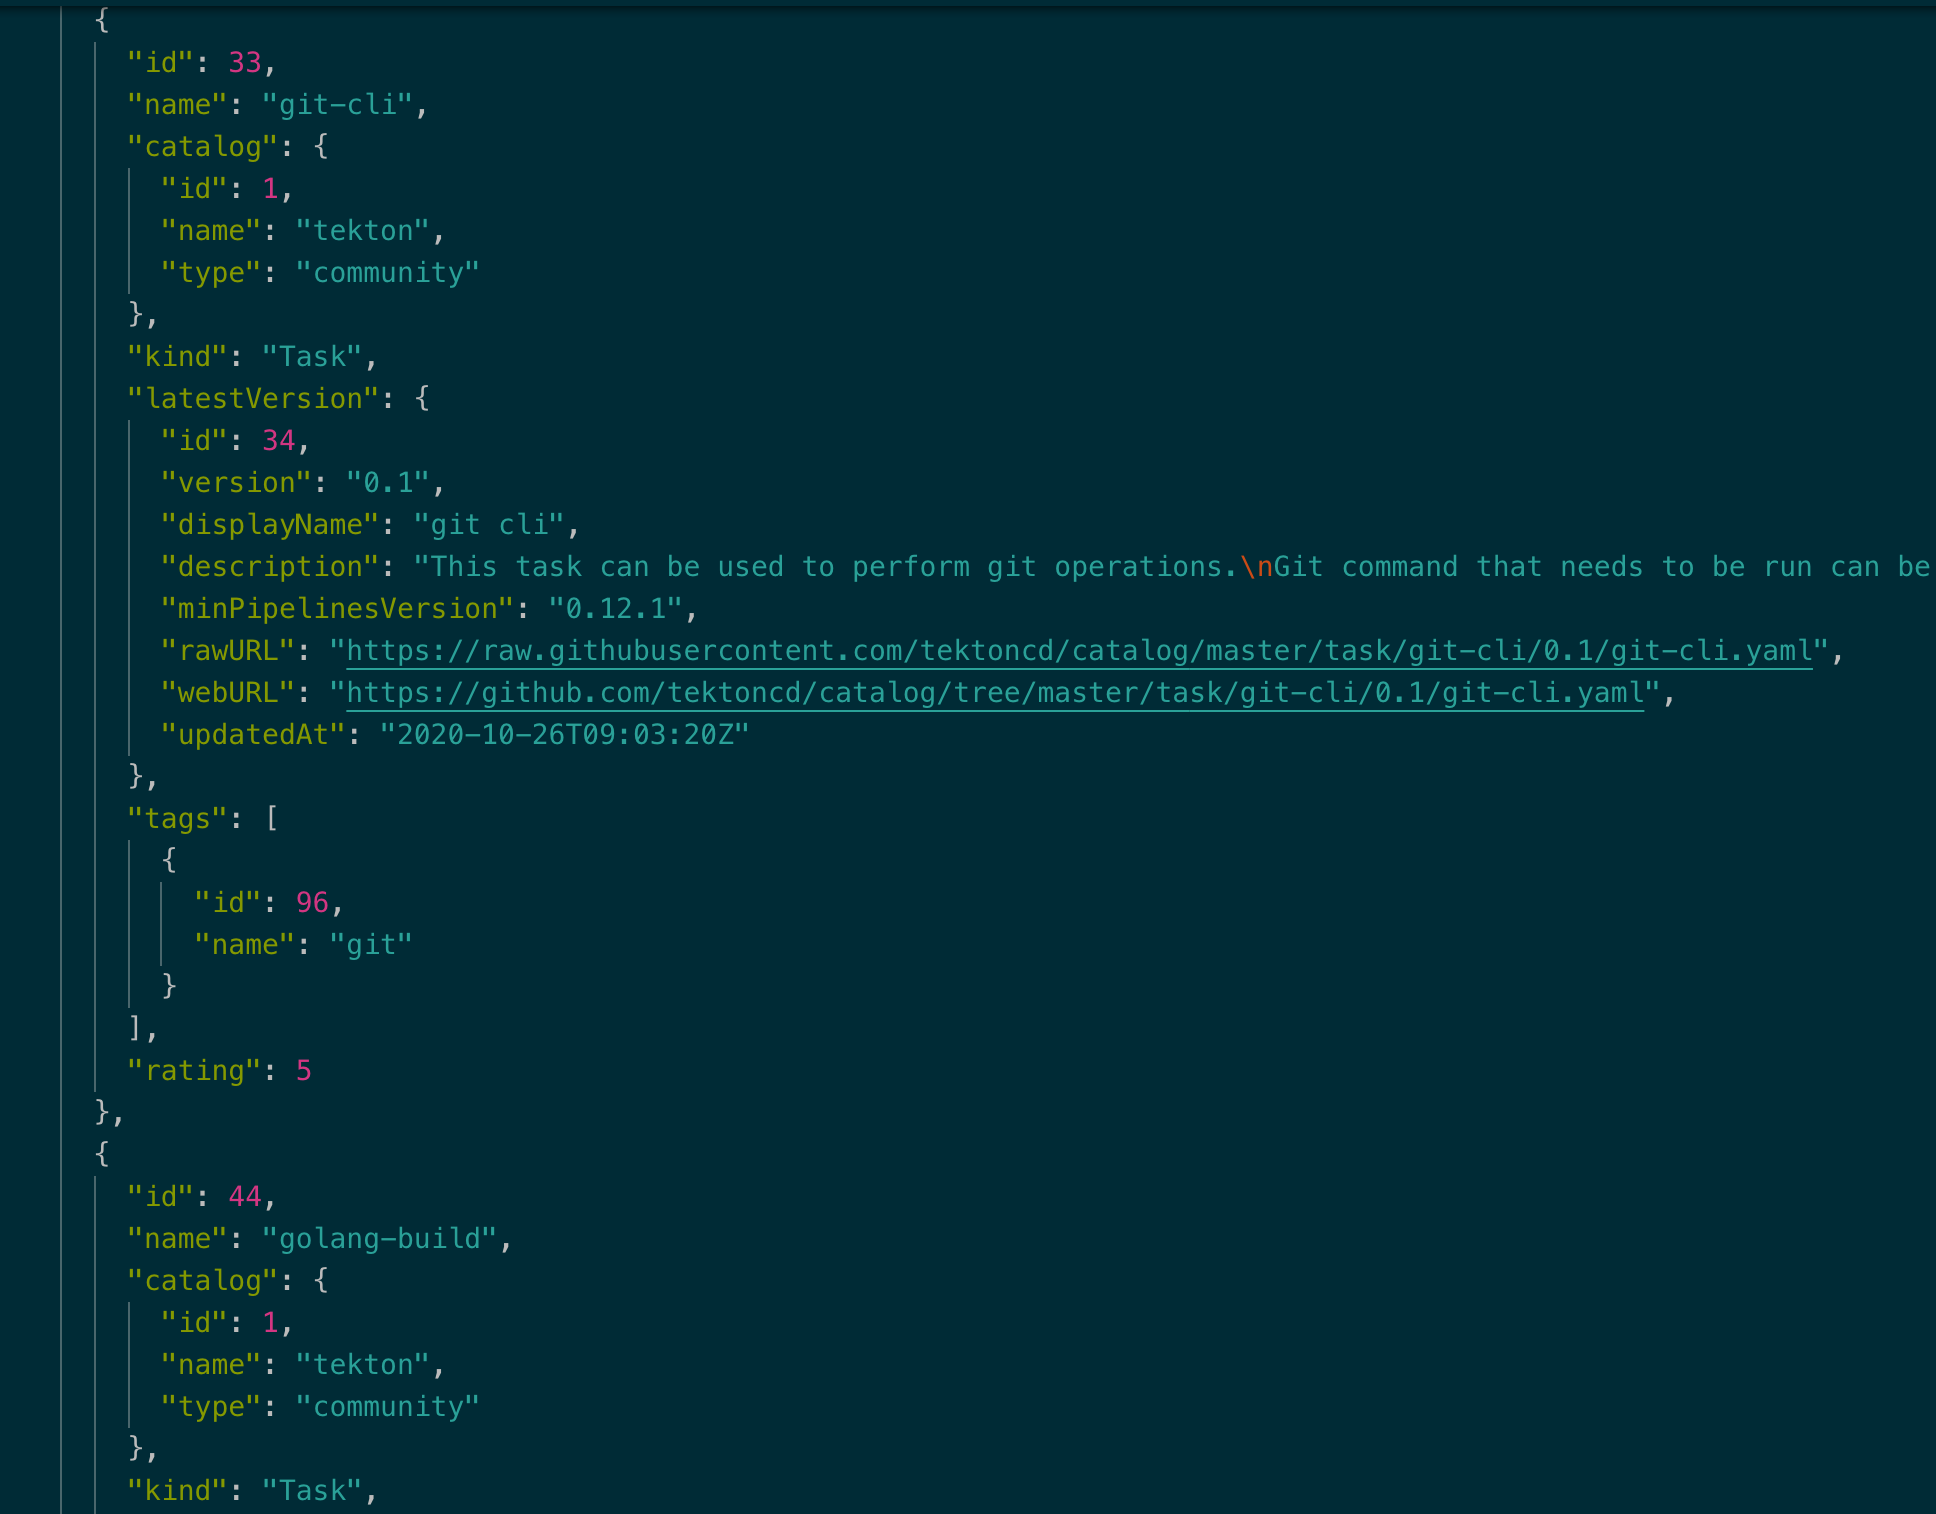 {
"id": 33,
"name": "git-cli",
"catalog": {
"id": 1,
"name": "tekton",
"type": "community"
},
"kind": "Task",
"latestVersion": {
"id": 34,
"version": "0.1",
"displayName": "git cli",
"description": "This task can be used to perform git operations.\nGit command that needs to be run can be
"minPipelinesVersion": "0.12.1",
"rawURL": "https://raw.githubusercontent.com/tektoncd/catalog/master/task/git-cli/0.1/git-cli.yaml",
"webURL": "https://github.com/tektoncd/catalog/tree/master/task/git-cli/0.1/git-cli.yaml",
"updatedAt": "2020-10-26T09:03:20Z"
},
"tags": [
{
"id": 96,
"name": "git"
}
],
"rating": 5
},
{
"id": 44,
"name": "golang-build",
"catalog": {
"id": 1,
"name": "tekton",
"type": "community"
},
"kind": "Task",